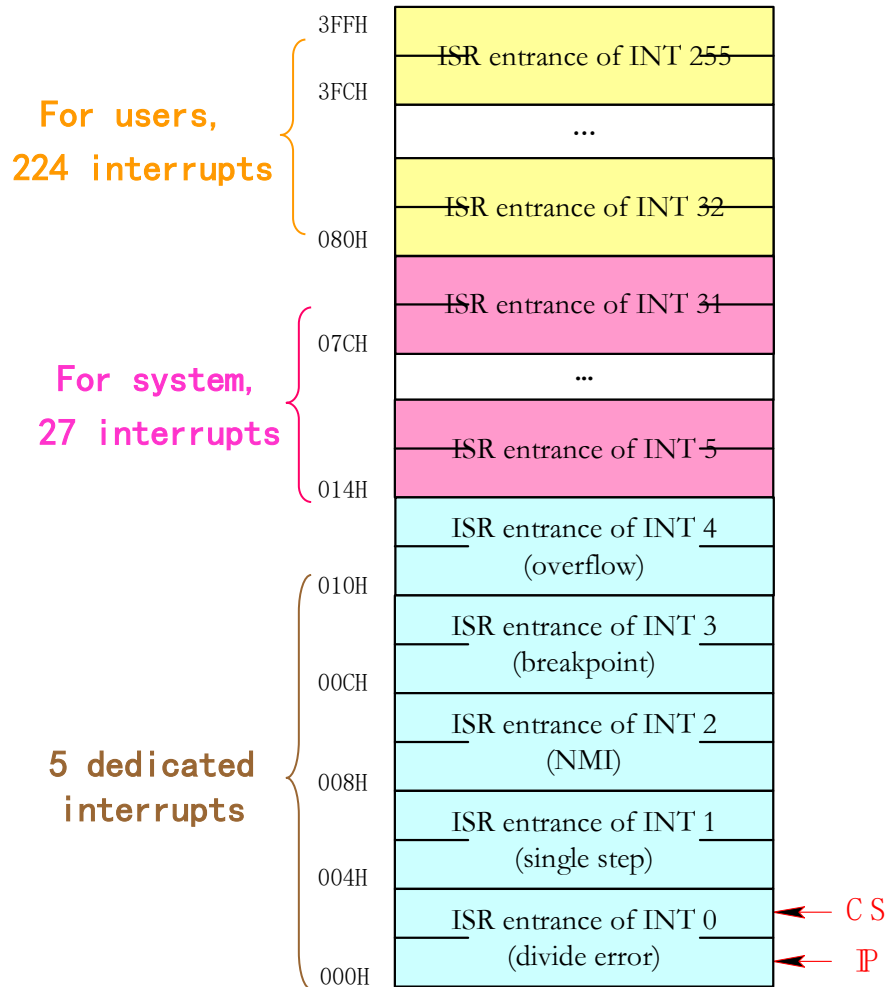 3FFH
ISR entrance of INT 255
3FCH
For users,
224 interrupts
...
ISR entrance of INT 32
080H
ISR entrance of INT 31
07CH
For system,
27 interrupts
...
ISR entrance of INT 5
014H
ISR entrance of INT 4
(overflow)
010H
ISR entrance of INT 3
(breakpoint)
00CH
5 dedicated
interrupts
ISR entrance of INT 2
(NMI)
008H
ISR entrance of INT 1
(single step)
004H
CS
ISR entrance of INT 0
(divide error)
IP
000H